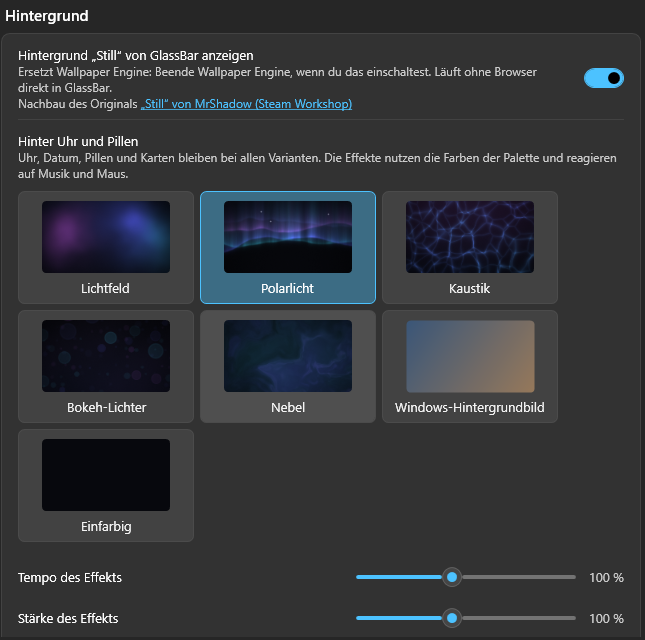 Hintergrund
Hintergrund „Still“ von GlassBar anzeigen
Ersetzt Wallpaper Engine: Beende Wallpaper Engine, wenn du das einschaltest. Läuft ohne Browser
direkt in GlassBar.
Nachbau des Originals „Still“ von MrShadow (Steam Workshop)
Hinter Uhr und Pillen
Uhr, Datum, Pillen und Karten bleiben bei allen Varianten. Die Effekte nutzen die Farben der Palette und reagieren
auf Musik und Maus.
Lichtfeld
Polarlicht
Kaustik
Bokeh-Lichter
Nebel
Windows-Hintergrundbild
Einfarbig
Tempo des Effekts
100 %
Stärke des Effekts
100 %